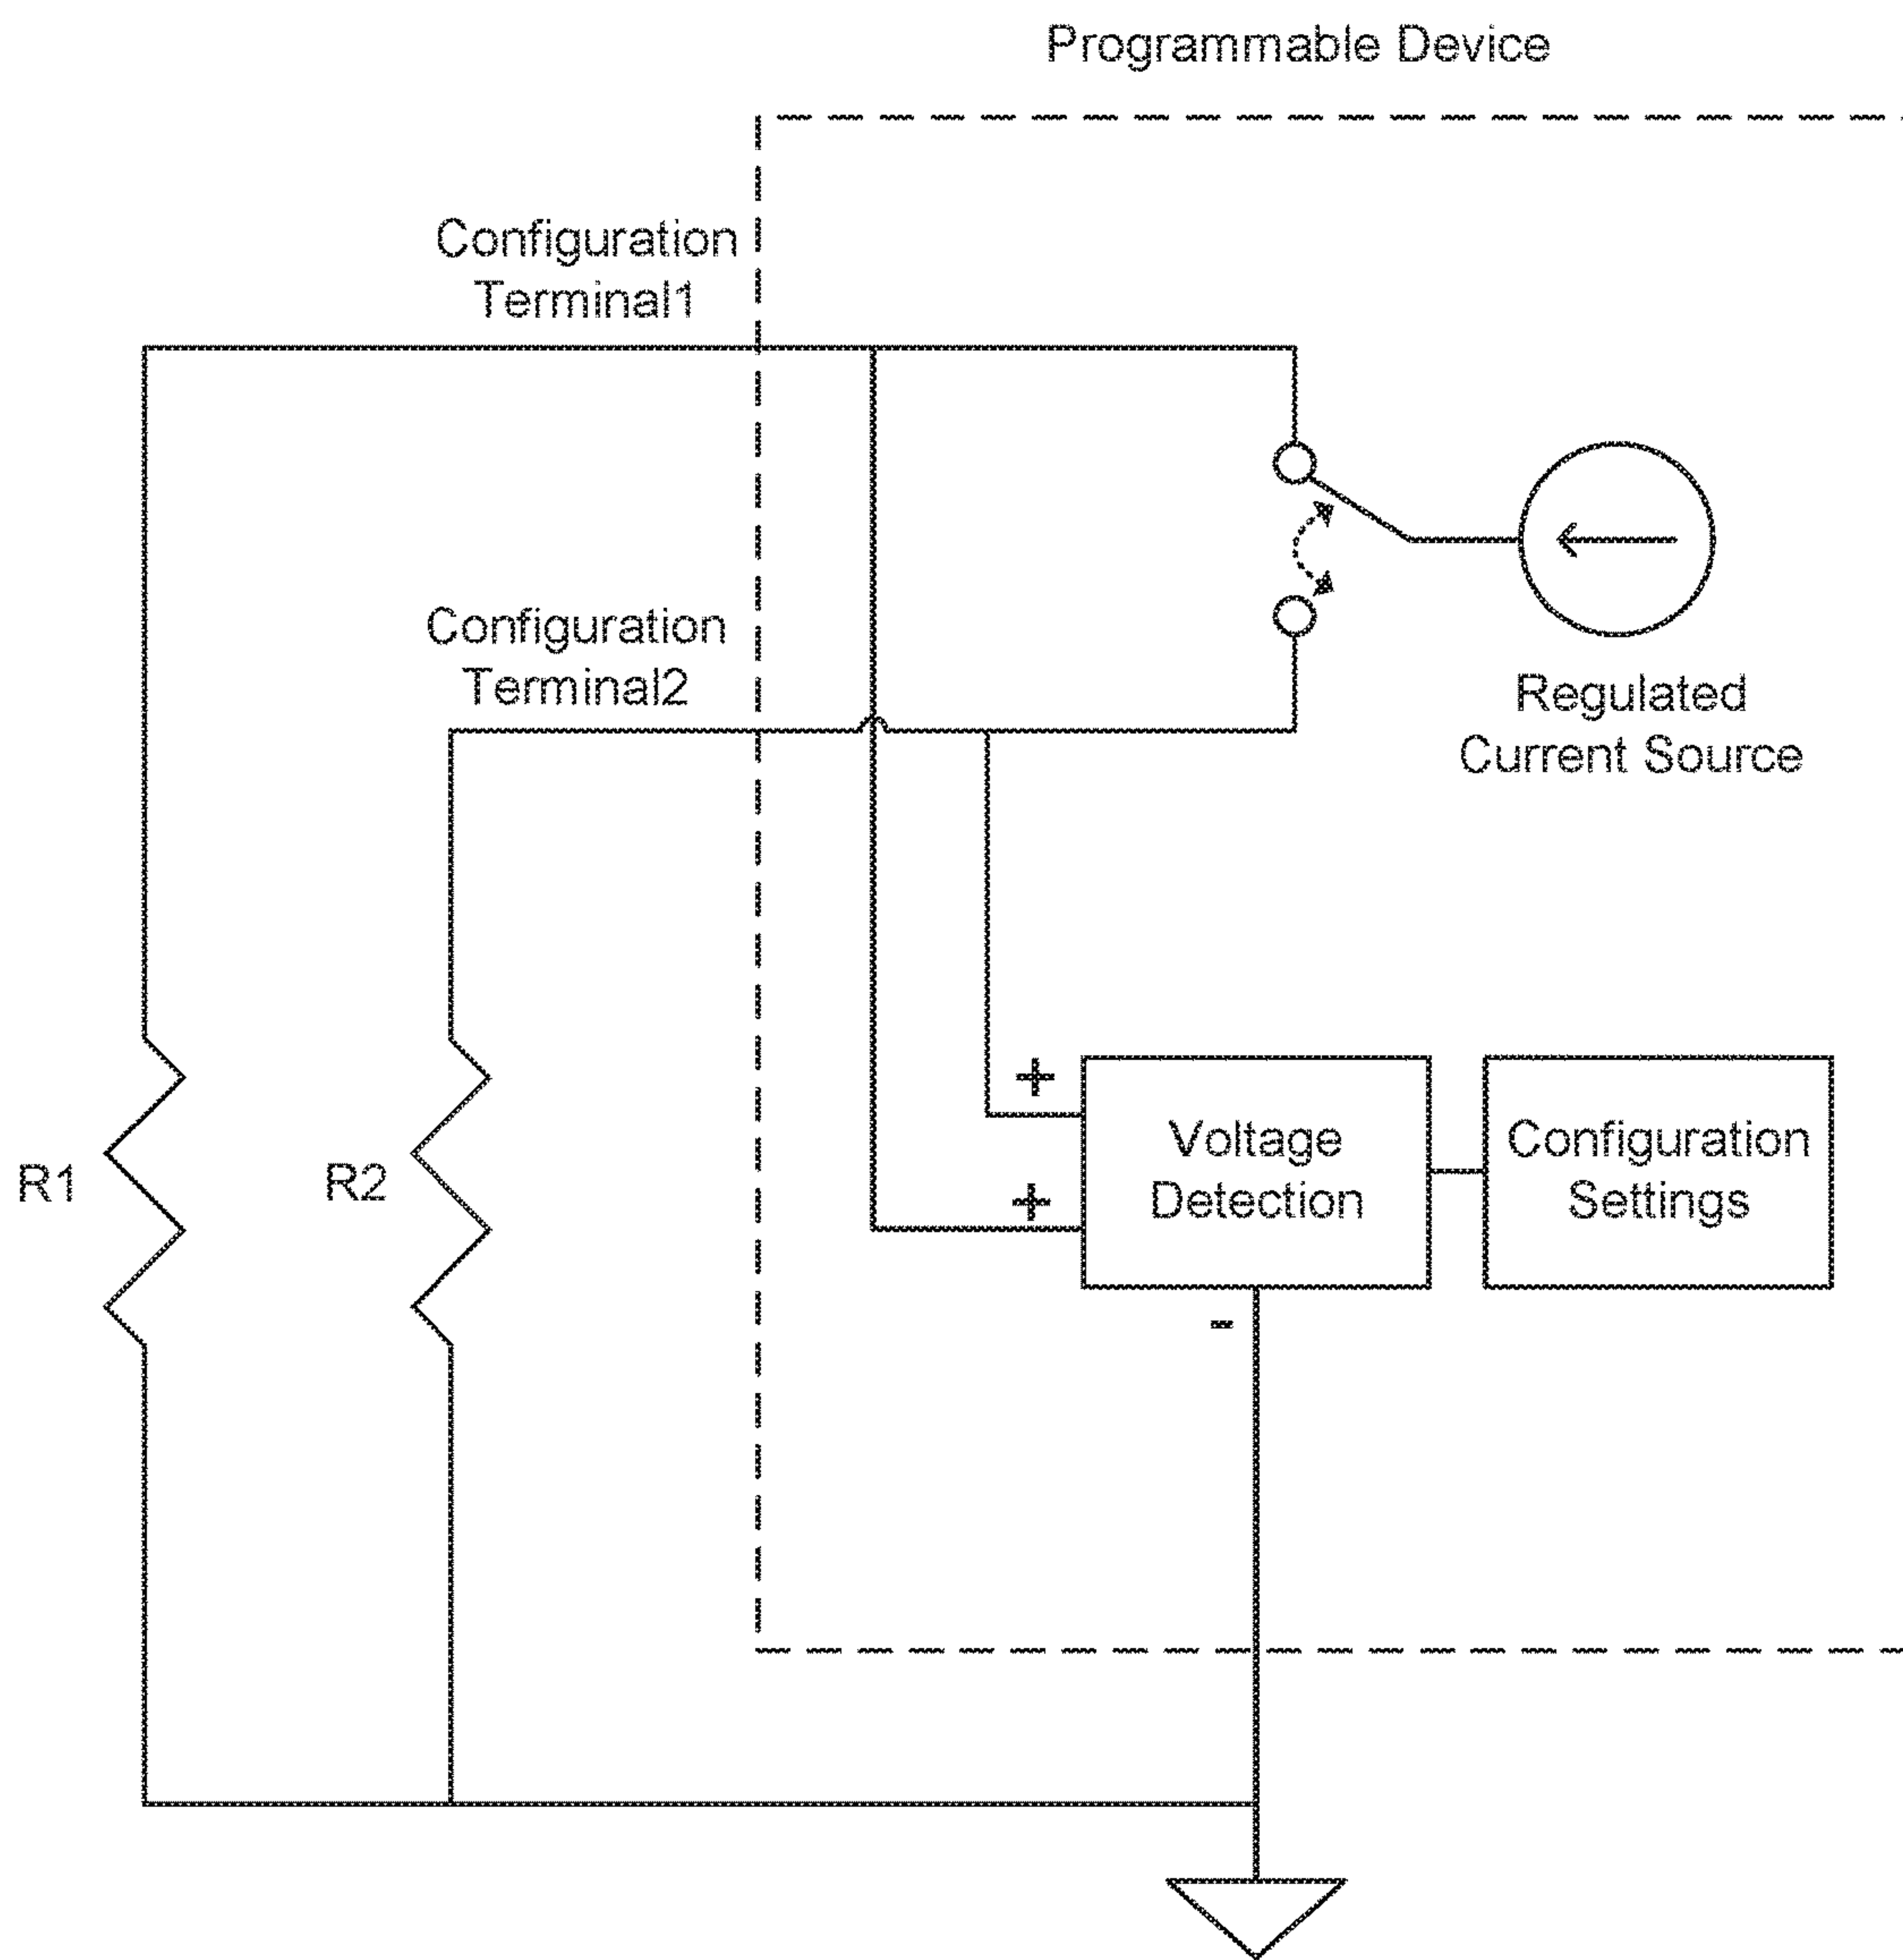 Programmable Device
Configuration
Terminal1
Configuration
Terminal2
Regulated
Current Source
+
+
Voltage
Detection
Configuration
Settings
R1
R2
-